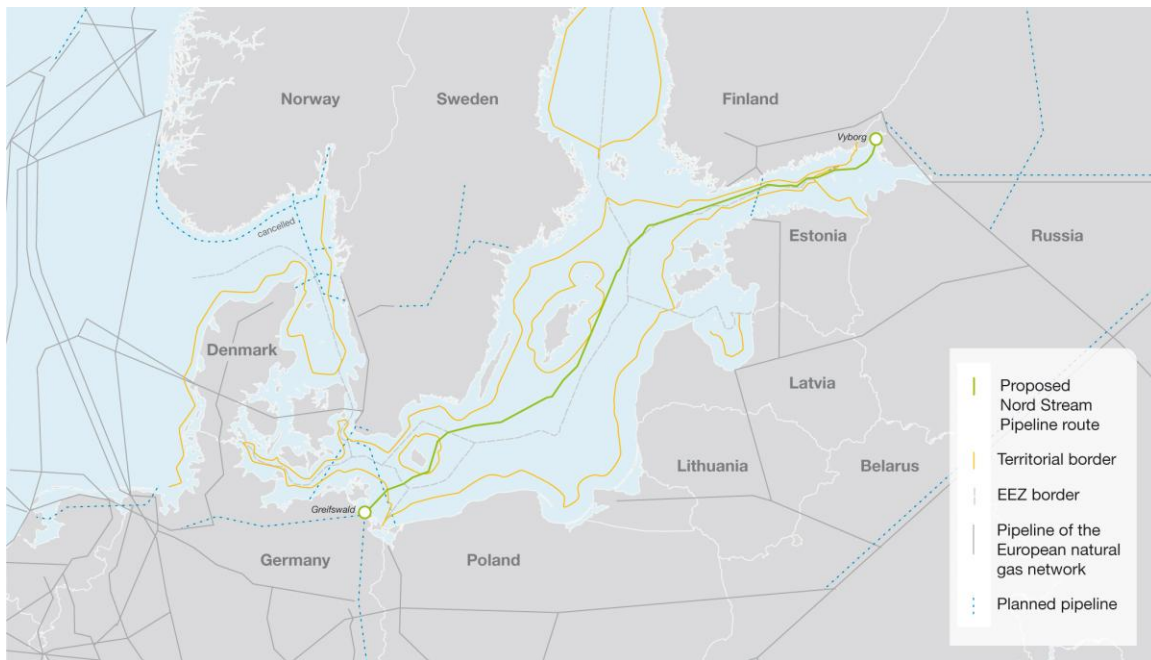 Norway
Sweden
Finland
Vyborg
cancelled
Estonia
Russia
Denmark
Latvia
Lithuania
Belarus
Greifswald
Germany
Poland
Proposed
Nord Stream
Pipeline route
Territorial border
EEZ border
Pipeline of the
European natural
gas network
Planned pipeline